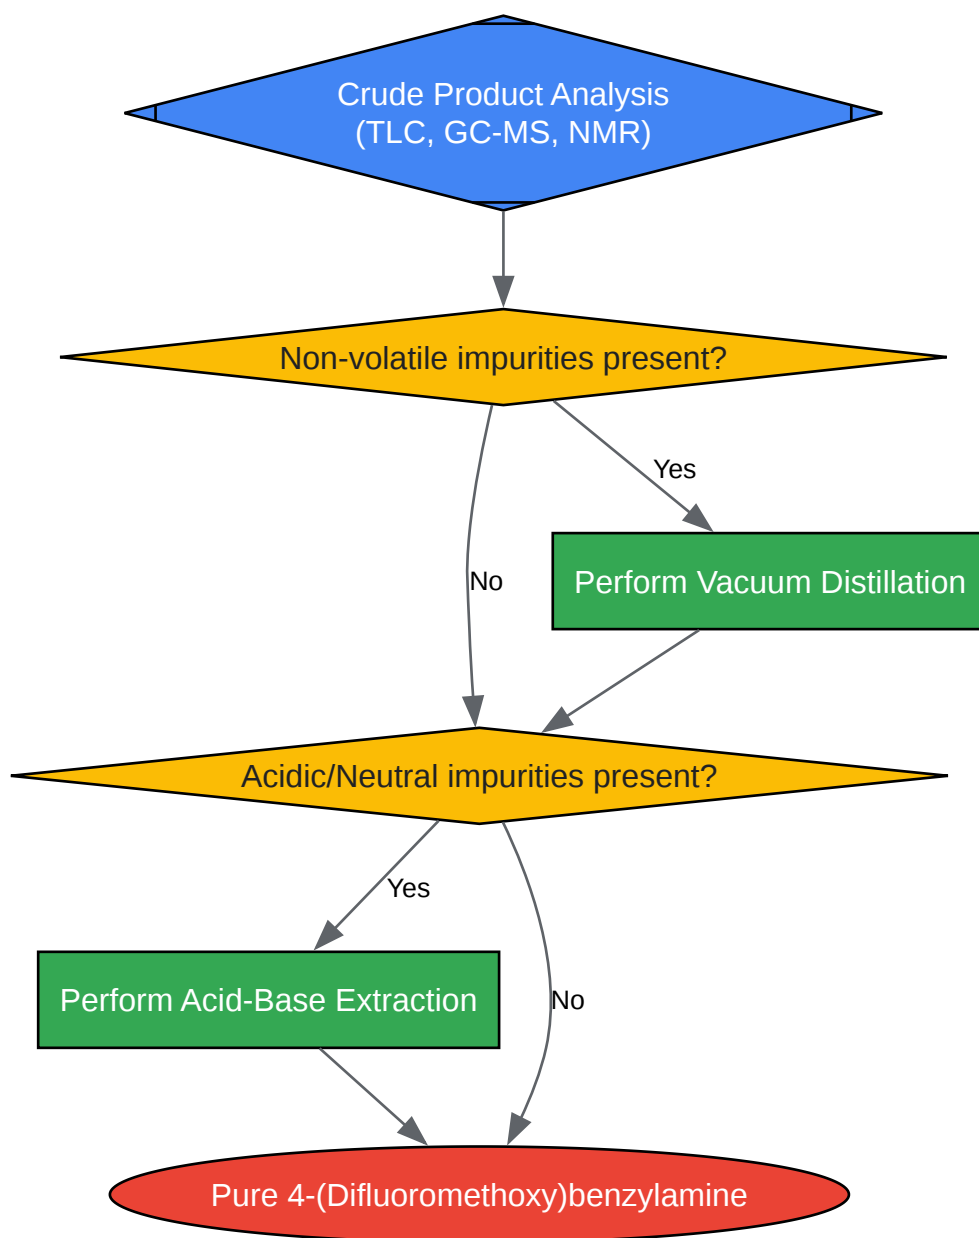 Crude Product Analysis
(TLC, GC-MS, NMR)
Non-volatile impurities present?
Yes
No
Perform Vacuum Distillation
Acidic/Neutral impurities present?
Yes
No
Perform Acid-Base Extraction
Pure 4-(Difluoromethoxy)benzylamine